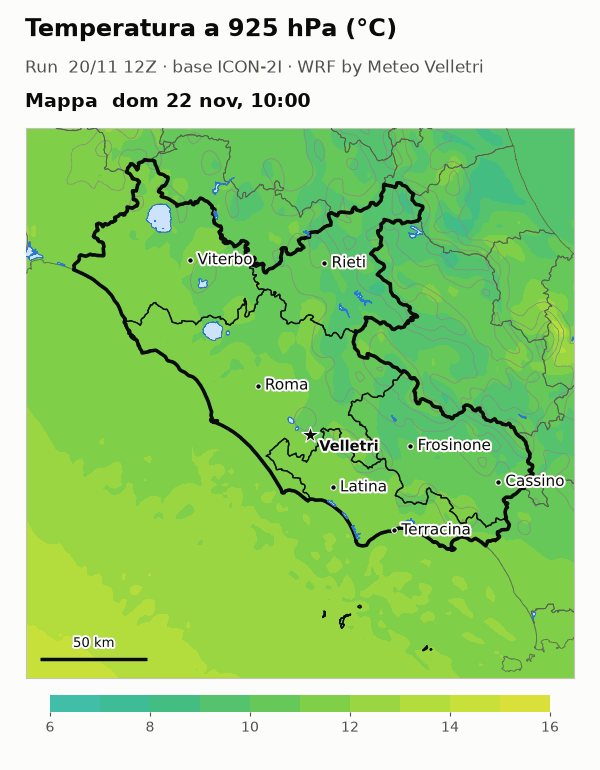 Temperatura a 925 hPa (°C)
Run  20/11 12Z · base ICON-2I · WRF by Meteo Velletri
Mappa  dom 22 nov, 10:00
Viterbo
Rieti
Roma
Velletri
Frosinone
Latina
Cassino
Terracina
50 km
6 8 10 12 14 16